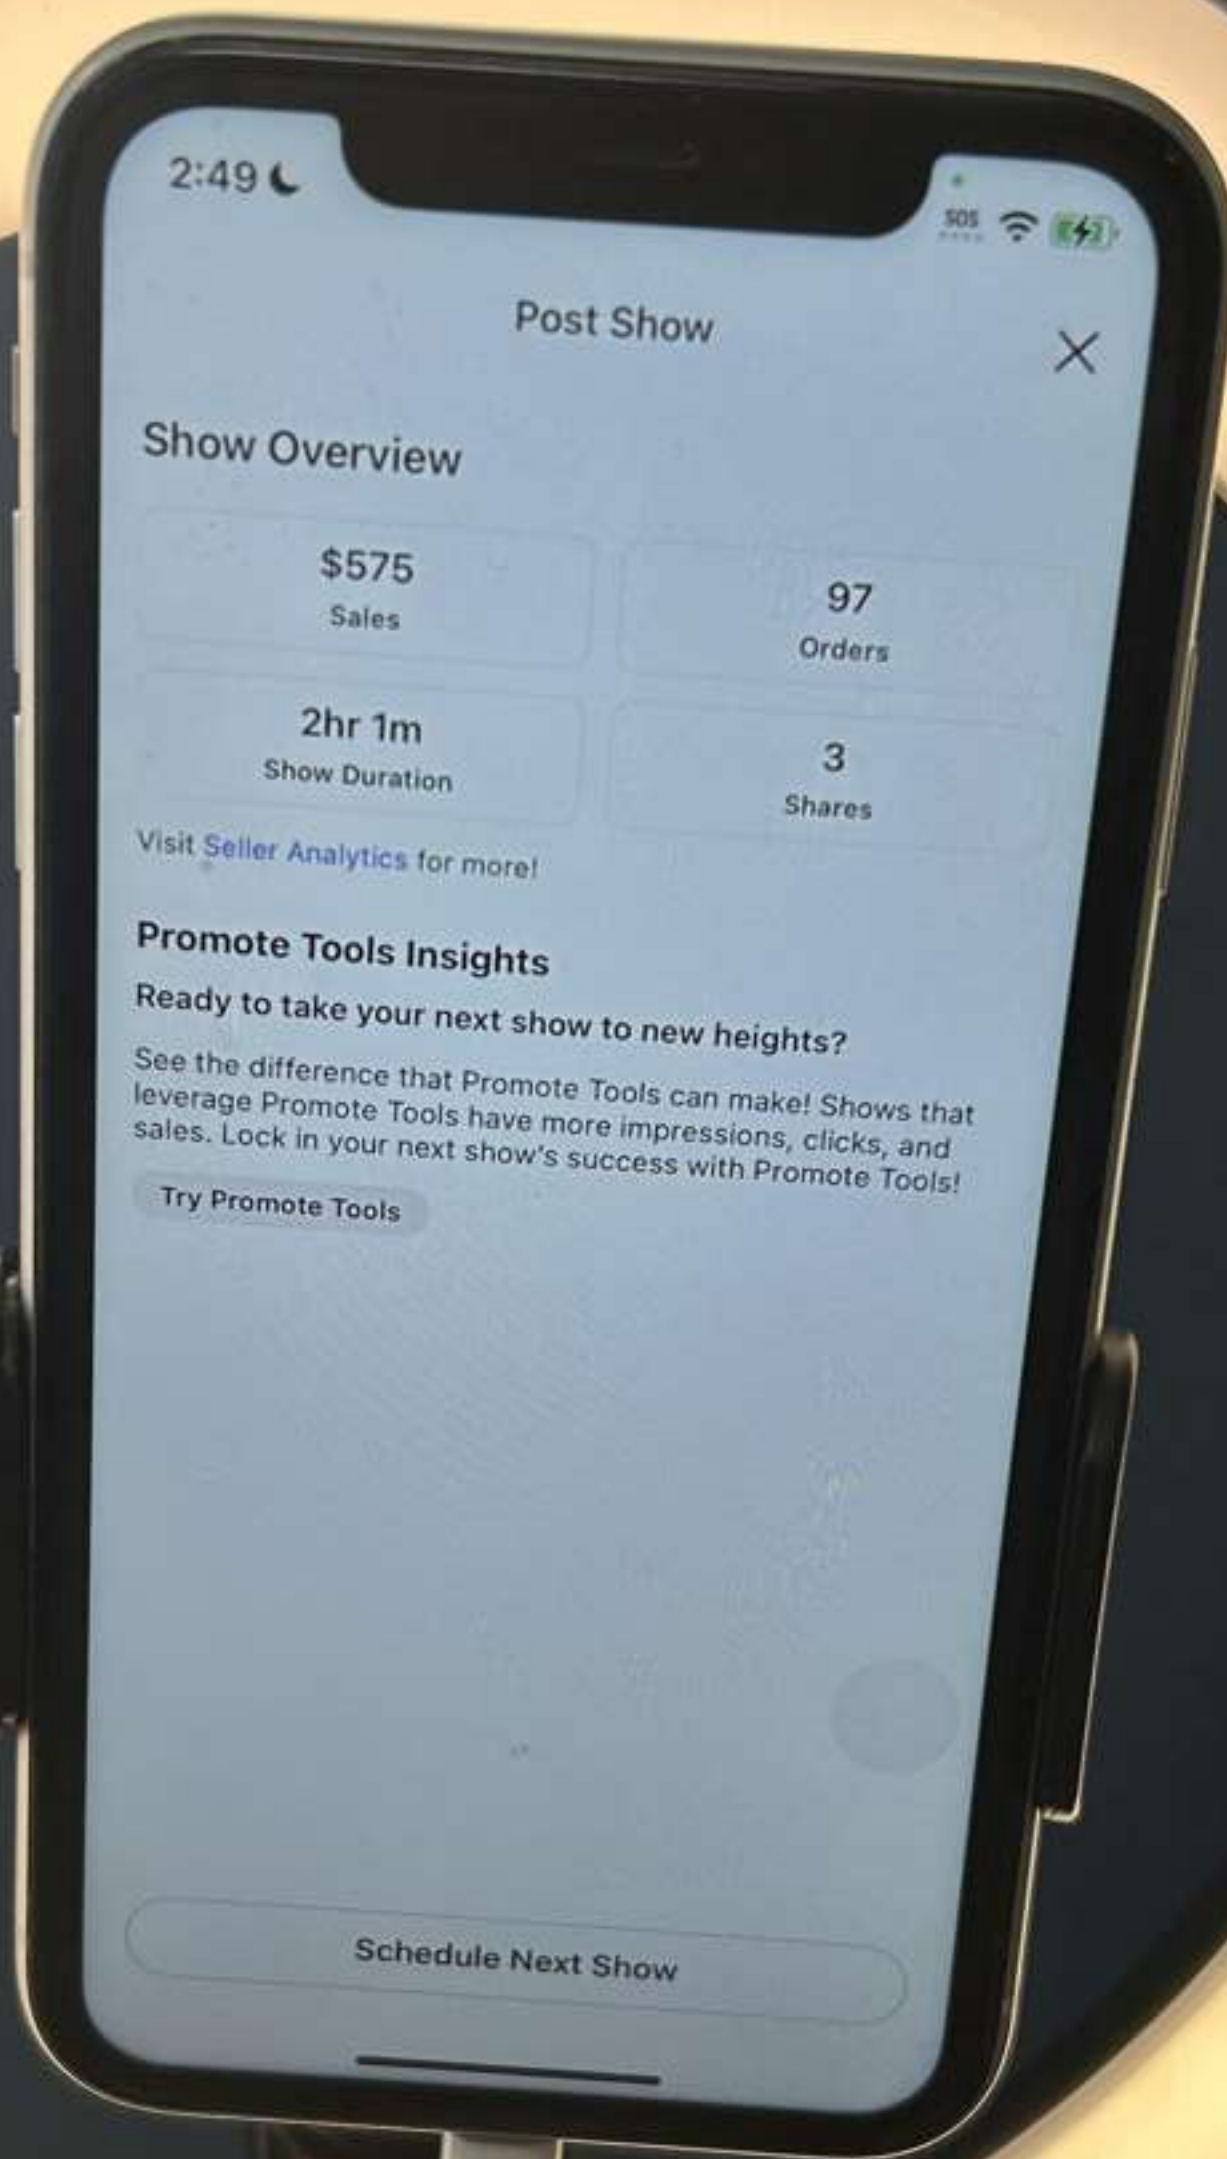 2:49
SOS
Post Show
Show Overview
$575
Sales
97
Orders
2hr 1m
Show Duration
3
Shares
Visit Seller Analytics for more!
Promote Tools Insights
Ready to take your next show to new heights?
See the difference that Promote Tools can make! Shows that
leverage Promote Tools have more impressions, clicks, and
sales. Lock in your next show's success with Promote Tools!
Try Promote Tools
Schedule Next Show